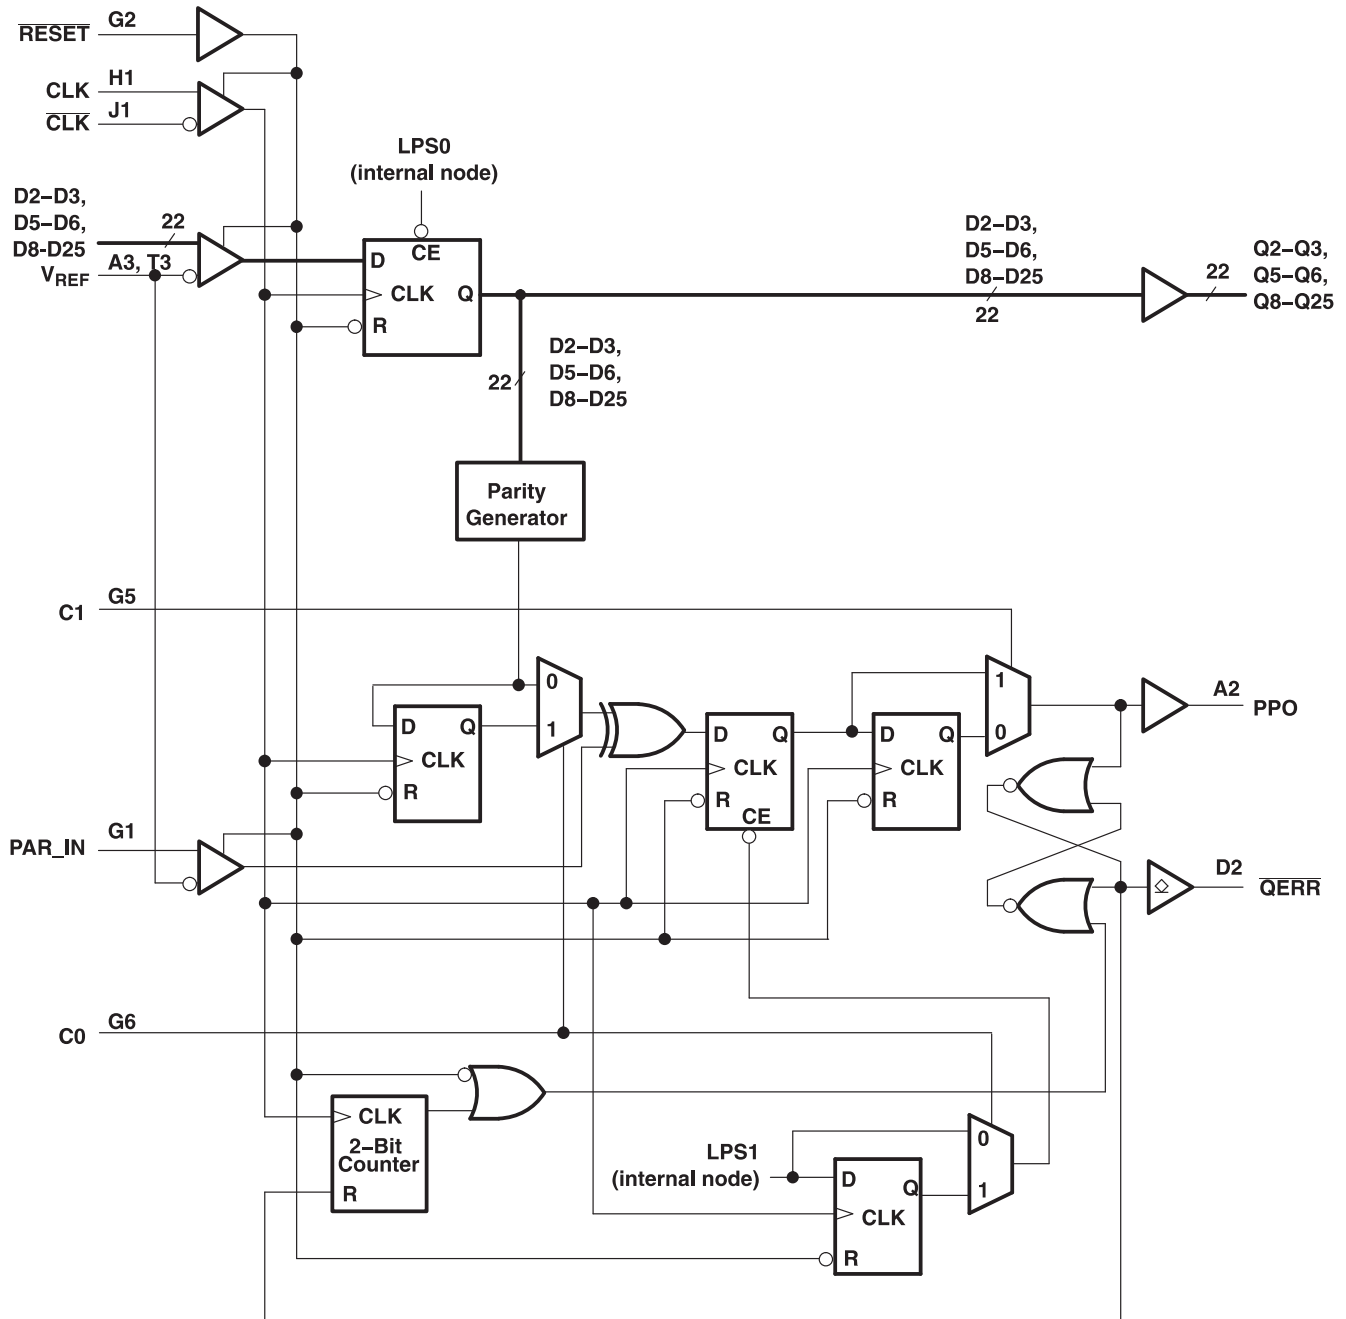 RESET G2
CLK H1
CLK J1
LPS0
(internal node)
D2–D3,
D5–D6,
D8-D25
22
VREF A3, T3
D
CE
CLK
Q
R
D2–D3,
D5–D6,
D8–D25
22
22
Q2–Q3,
Q5–Q6,
Q8–Q25
22
D2–D3,
D5–D6,
D8–D25
Parity
Generator
C1 G5
0
1
D
Q
CLK
R
D
Q
CLK
R
CE
D
Q
CLK
R
1
0
A2
PPO
PAR_IN G1
D2
QERR
C0 G6
CLK
2–Bit
Counter
R
LPS1
(internal node)
D
Q
CLK
R
0
1